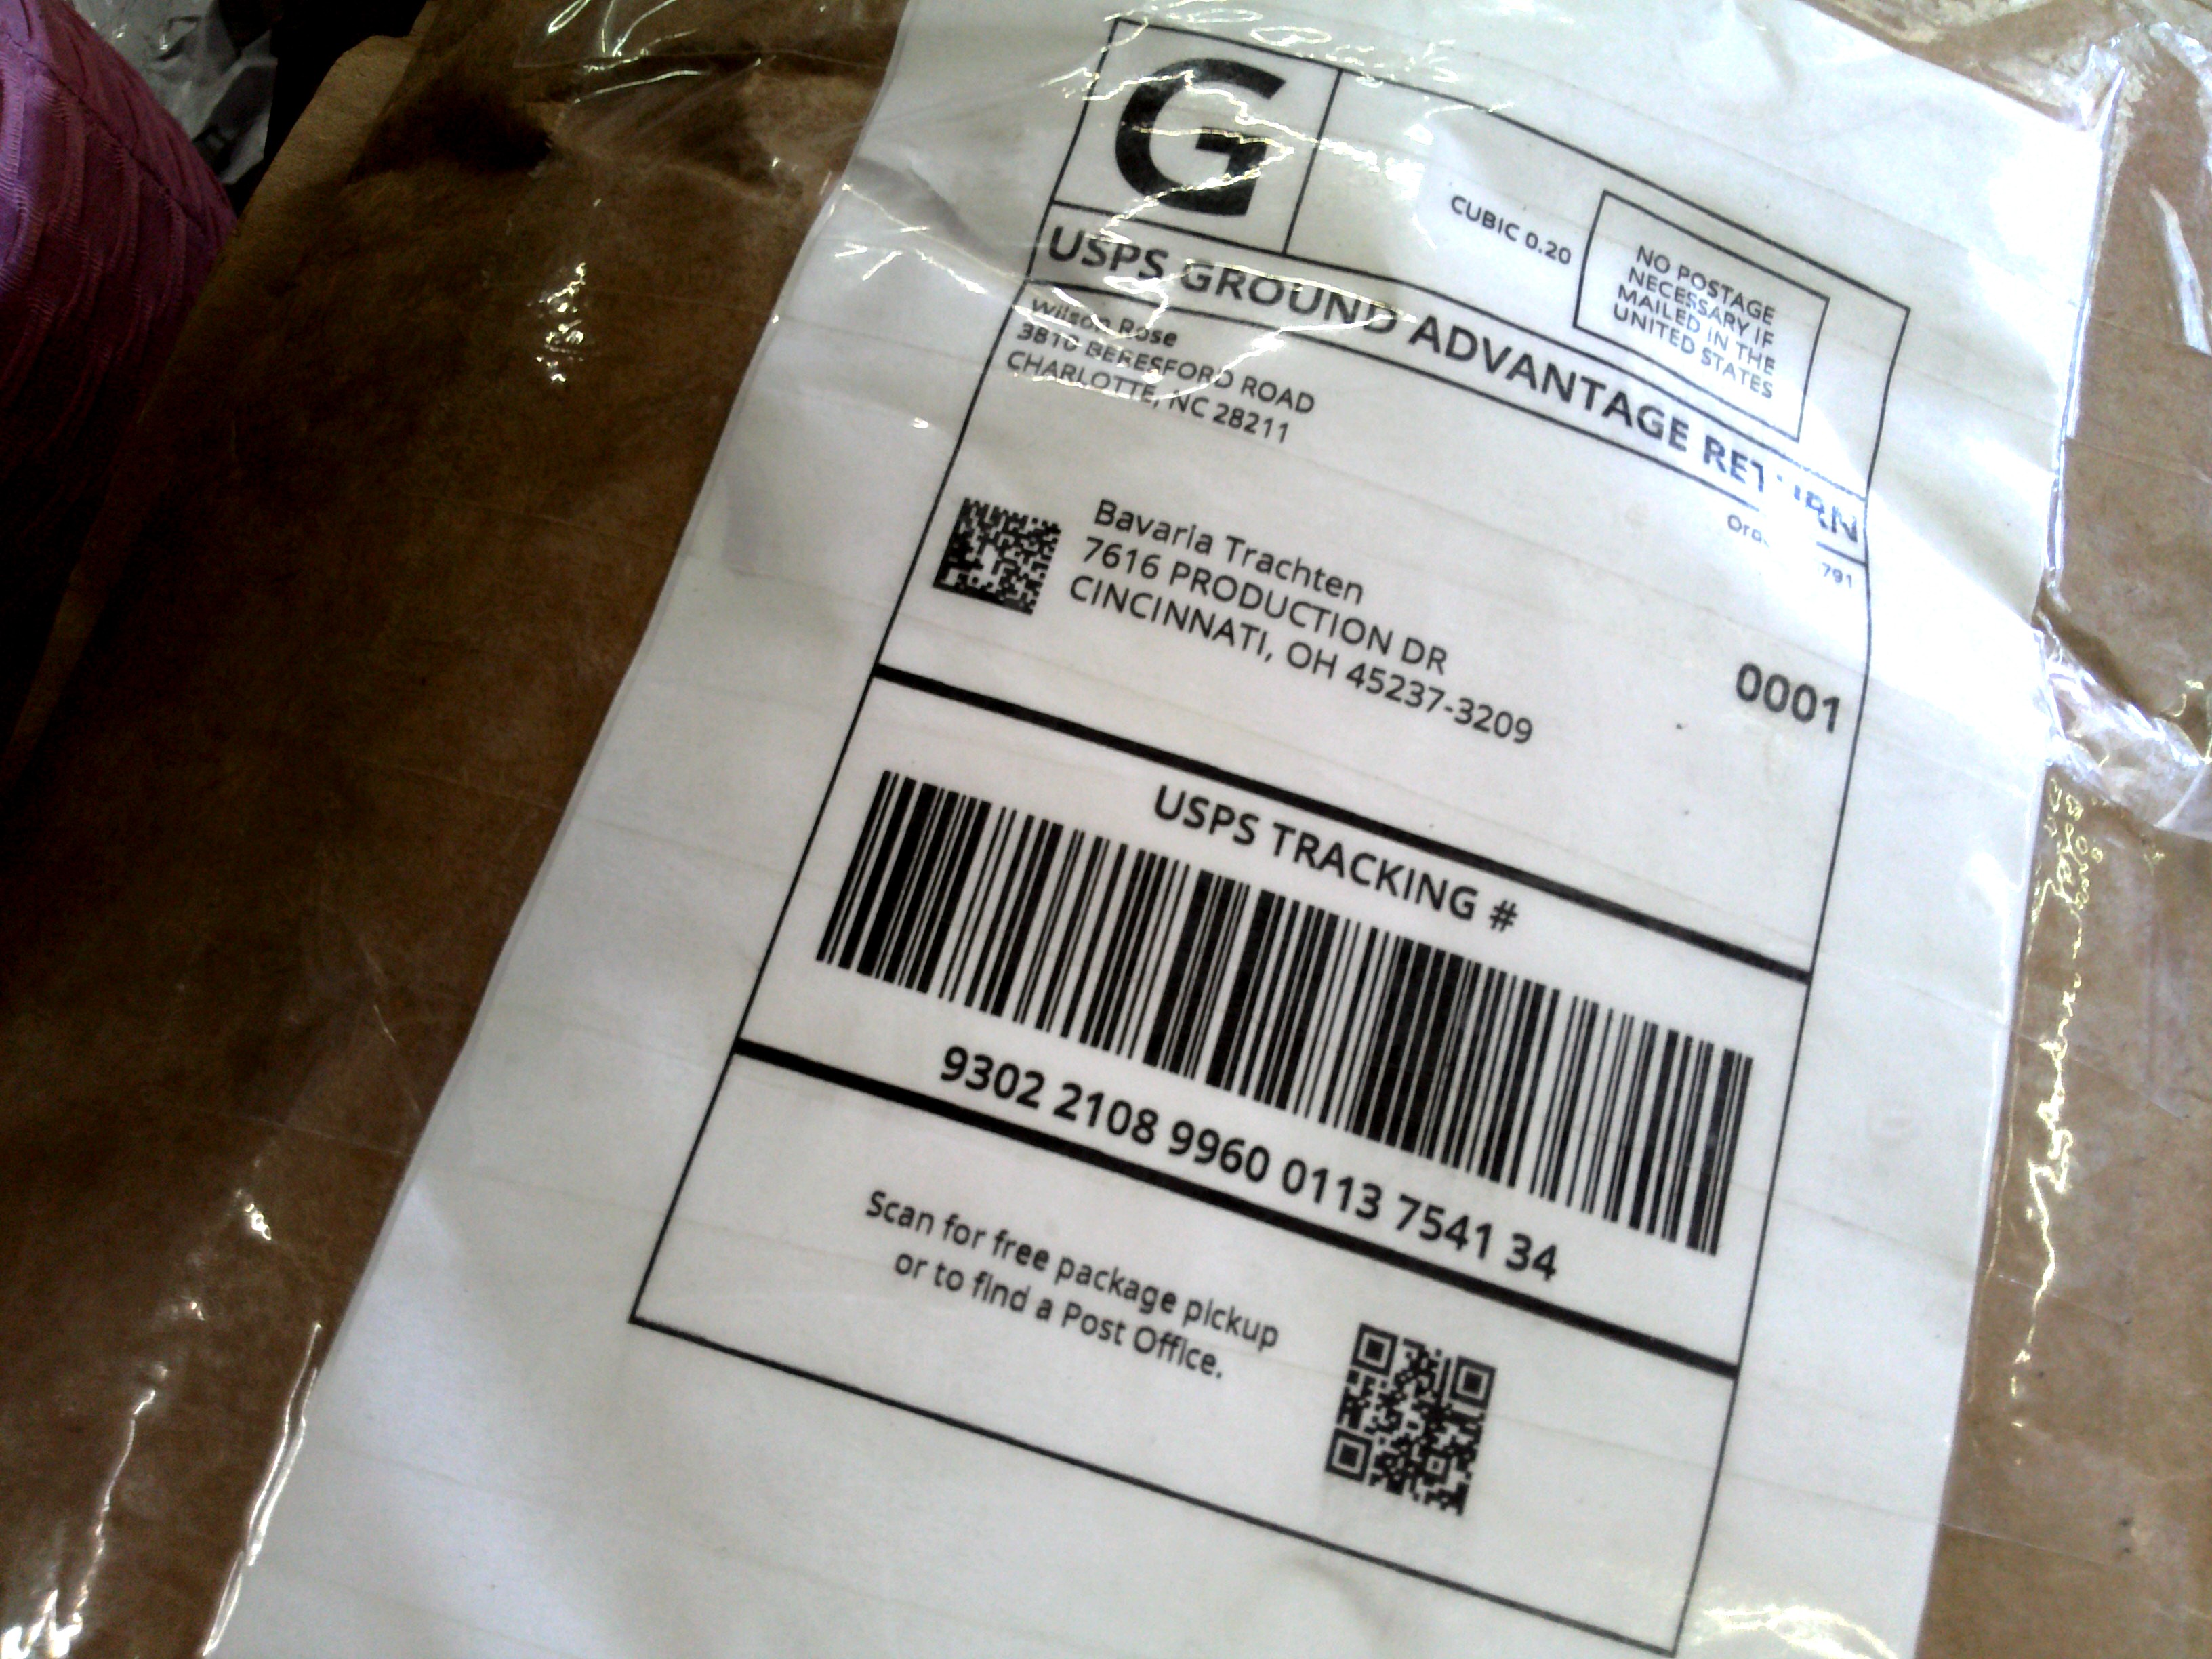 G
CUBIC 0.20
NO POSTAGE
NECESSARY IF
MAILED IN THE
UNITED STATES
USPS GROUND ADVANTAGE RETURN
Wilson Rose
3810 BERESFORD ROAD
CHARLOTTE, NC 28211
791
Bavaria Trachten
7616 PRODUCTION DR
CINCINNATI, OH 45237-3209
0001
USPS TRACKING #
9302 2108 9960 0113 7541 34
Scan for free package pickup
or to find a Post Office.